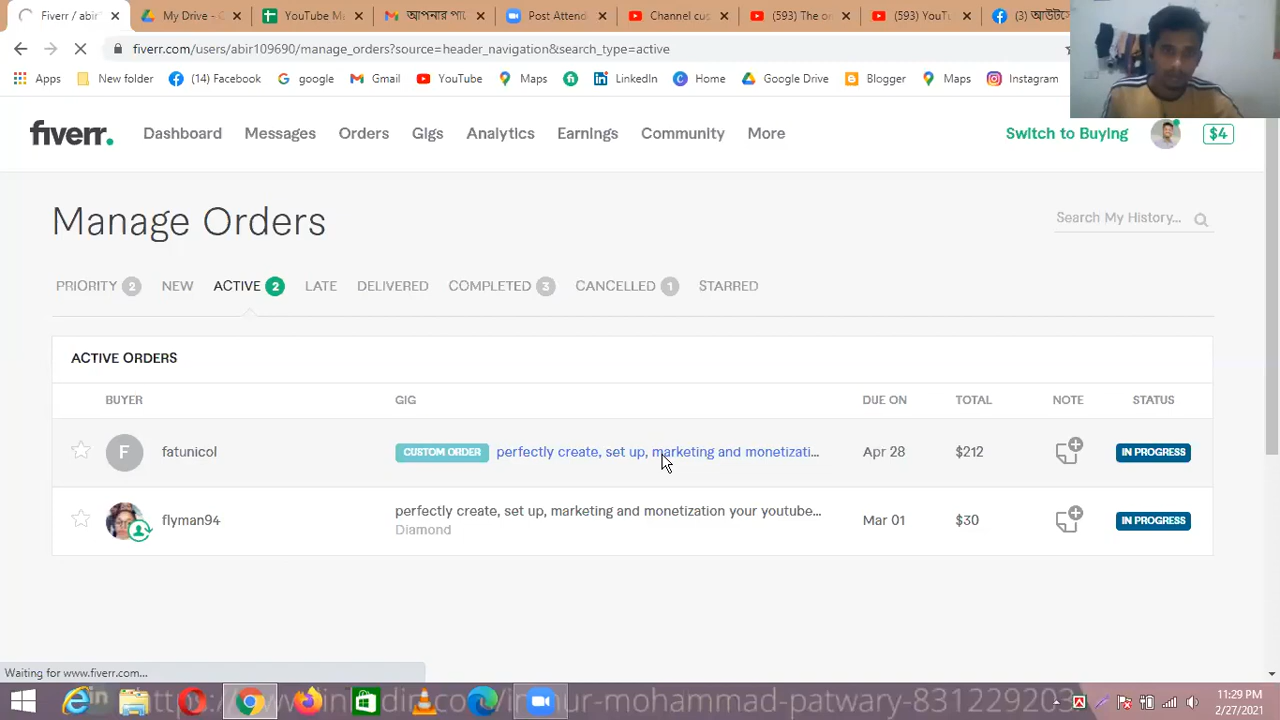 Fiverr /
My Drive - G
YouTube Ma
আপনার পা
Post Attend
Channel cus
(593) The o
(593) YouTu
(3) আউটসো
fiverr.com/users/abir109690/manage_orders?source=header_navigation&search_type=active
Apps
New folder
(14) Facebook
google
Gmail
YouTube
Maps
LinkedIn
Home
Google Drive
Blogger
Maps
Instagram
fiverr.
Dashboard
Messages
Orders
Gigs
Analytics
Earnings
Community
More
Switch to Buying
$4
Manage Orders
Search My History...
PRIORITY 2
NEW
ACTIVE 2
LATE
DELIVERED
COMPLETED 3
CANCELLED 1
STARRED
ACTIVE ORDERS
BUYER
GIG
DUE ON
TOTAL
NOTE
STATUS
F
fatunicol
CUSTOM ORDER
perfectly create, set up, marketing and monetizati...
Apr 28
$212
IN PROGRESS
flyman94
perfectly create, set up, marketing and monetization your youtube...
Diamond
Mar 01
$30
IN PROGRESS
Waiting for www.fiverr.com...
11:29 PM
2/27/2021